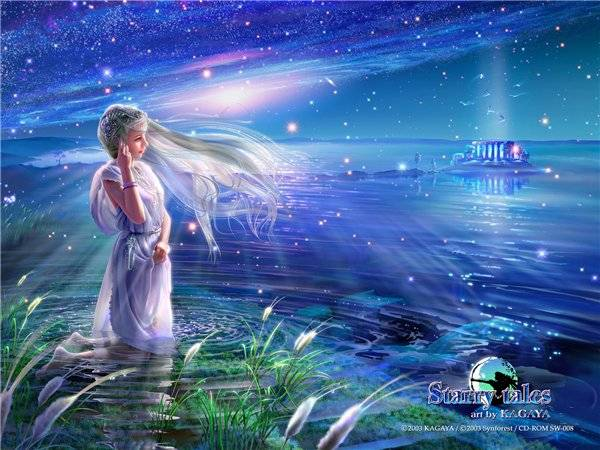 Starry tales
art by KAGAYA
©2003 KAGAYA / ©2003 Synforest / CD-ROM SW-008